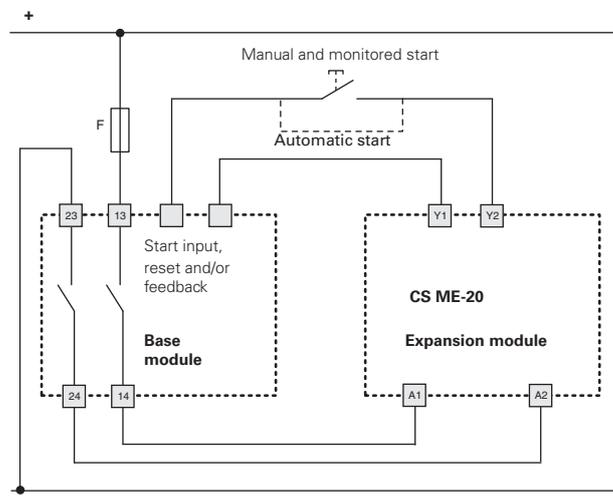 +
Manual and monitored start
F
Automatic start
23
13
Y1
Y2
Start input,
reset and/or
feedback
CS ME-20
Base
module
Expansion module
24
14
A1
A2